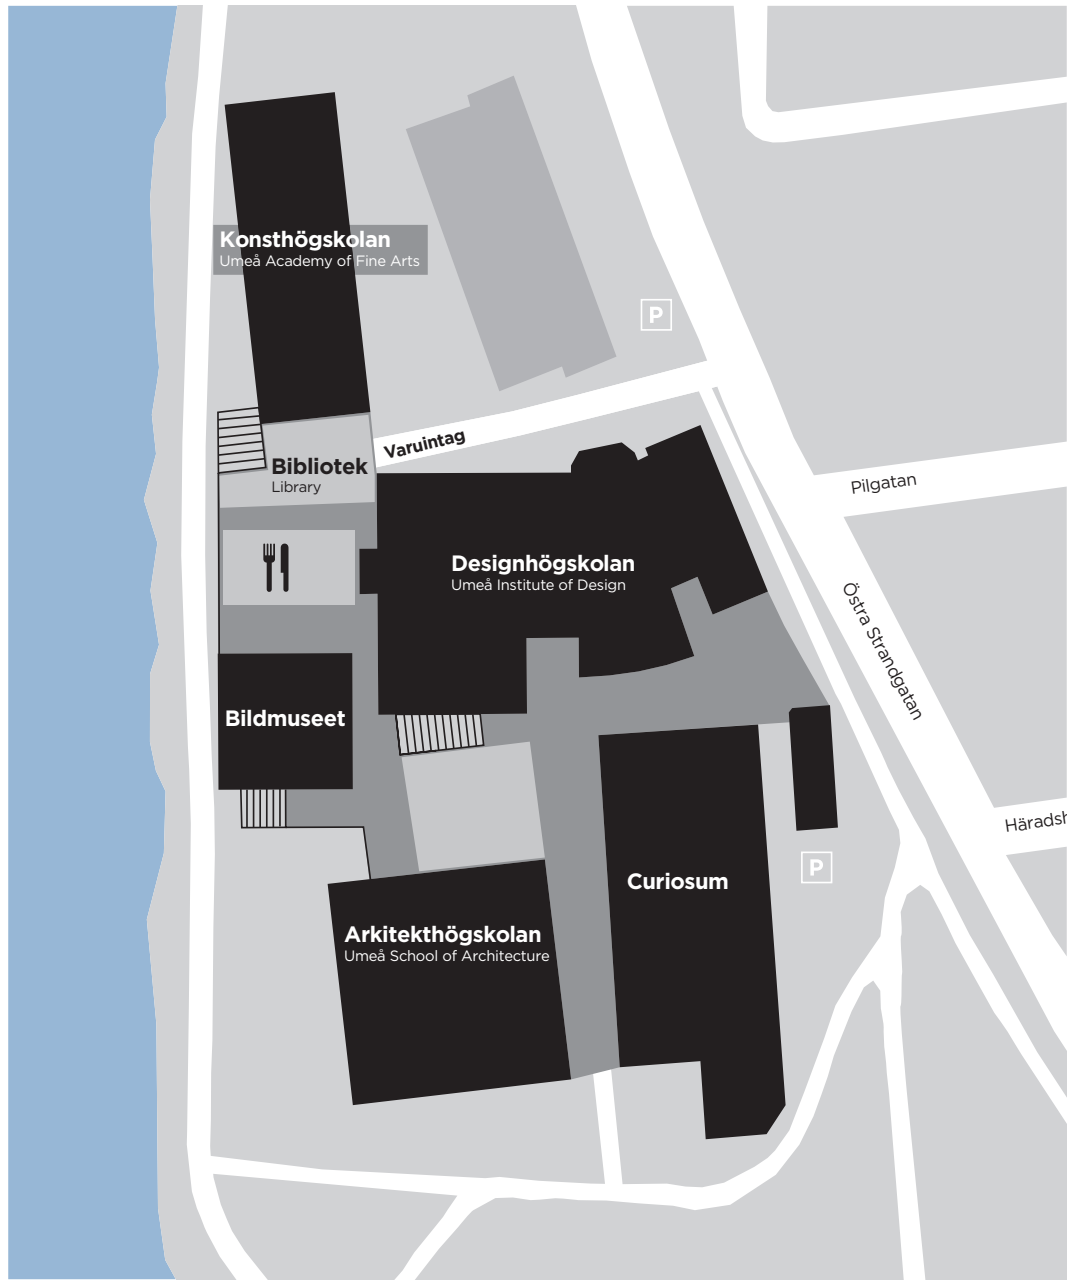 Konsthögskolan
Umeå Academy of Fine Arts
P
Varuintag
Bibliotek
Library
Pilgatan
Designhögskolan
Umeå Institute of Design
Östra Strandgatan
Bildmuseet
Häradsh
Curiosum
P
Arkitekthögskolan
Umeå School of Architecture